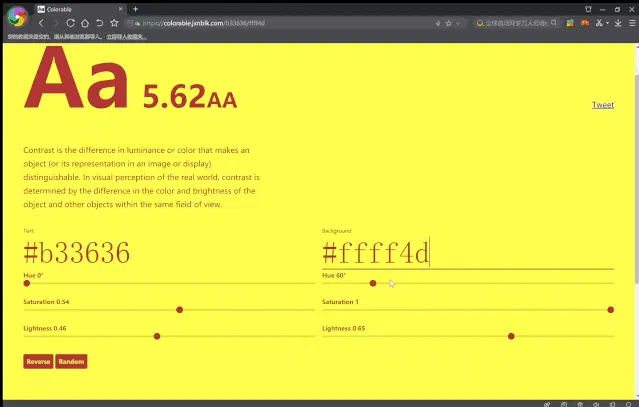 Colorable
https://colorable.jxnblk.com/b33636/ffff4d
Aa 5.62AA
Tweet
Contrast is the difference in luminance or color that makes an
object (or its representation in an image or display)
distinguishable. In visual perception of the real world, contrast is
determined by the difference in the color and brightness of the
object and other objects within the same field of view.
Text
#b33636
Hue 0°
Saturation 0.54
Lightness 0.46
Background
#ffff4d
Hue 60°
Saturation 1
Lightness 0.65
Reverse Random